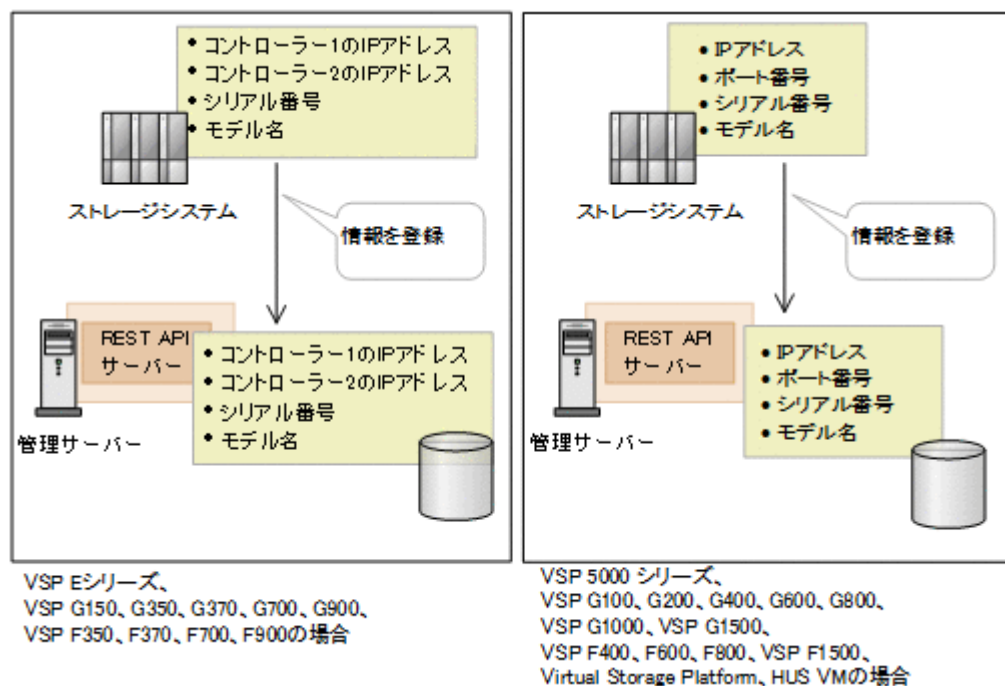 • コントローラー1のIPアドレス
• コントローラー2のIPアドレス
• シリアル番号
• モデル名
ストレージシステム
情報を登録
REST API
サーバー
• コントローラー1のIPアドレス
• コントローラー2のIPアドレス
• シリアル番号
• モデル名
管理サーバー
VSP Eシリーズ、
VSP G150、G350、G370、G700、G900、
VSP F350、F370、F700、F900の場合
• IPアドレス
• ポート番号
• シリアル番号
• モデル名
ストレージシステム
情報を登録
REST API
サーバー
• IPアドレス
• ポート番号
• シリアル番号
• モデル名
管理サーバー
VSP 5000 シリーズ、
VSP G100、G200、G400、G600、G800、
VSP G1000、VSP G1500、
VSP F400、F600、F800、VSP F1500、
Virtual Storage Platform、HUS VMの場合